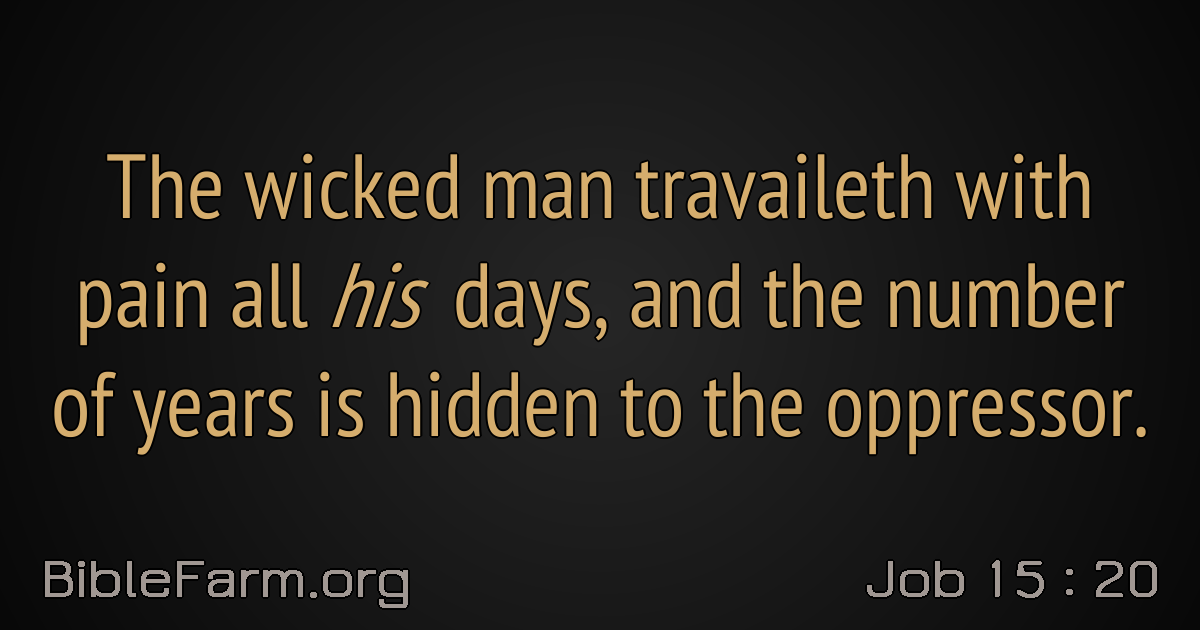 The wicked man travaileth with
pain all his days, and the number
of years is hidden to the oppressor.
BibleFarm.org
Job 15 : 20